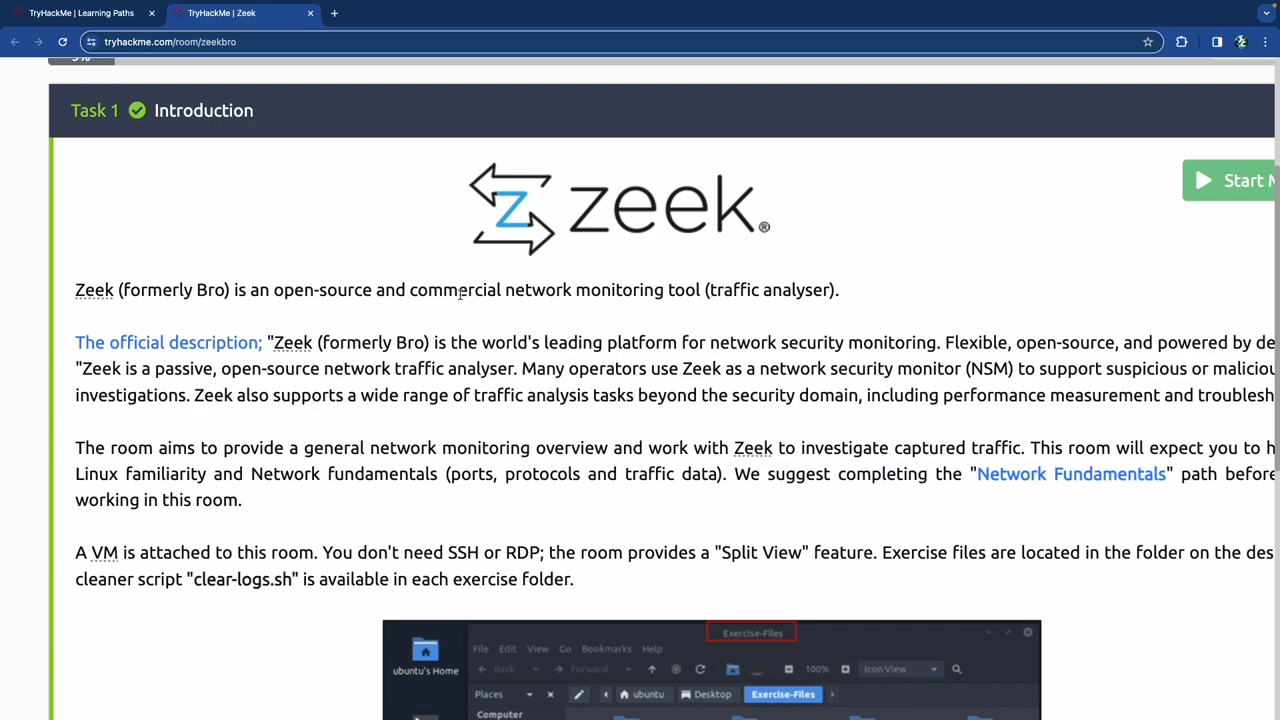 TryHackMe | Learning Paths
TryHackMe | Zeek
tryhackme.com/room/zeekbro
Task 1 Introduction
zeek®
Start
Zeek (formerly Bro) is an open-source and commercial network monitoring tool (traffic analyser).
The official description; "Zeek (formerly Bro) is the world's leading platform for network security monitoring. Flexible, open-source, and powered by de
"Zeek is a passive, open-source network traffic analyser. Many operators use Zeek as a network security monitor (NSM) to support suspicious or maliciou
investigations. Zeek also supports a wide range of traffic analysis tasks beyond the security domain, including performance measurement and troublesh
The room aims to provide a general network monitoring overview and work with Zeek to investigate captured traffic. This room will expect you to h
Linux familiarity and Network fundamentals (ports, protocols and traffic data). We suggest completing the "Network Fundamentals" path before
working in this room.
A VM is attached to this room. You don't need SSH or RDP; the room provides a "Split View" feature. Exercise files are located in the folder on the des
cleaner script "clear-logs.sh" is available in each exercise folder.
Exercise-Files
File Edit View Go Bookmarks Help
ubuntu's Home
Back Forward 100% Icon View
Places ubuntu Desktop Exercise-Files
Computer